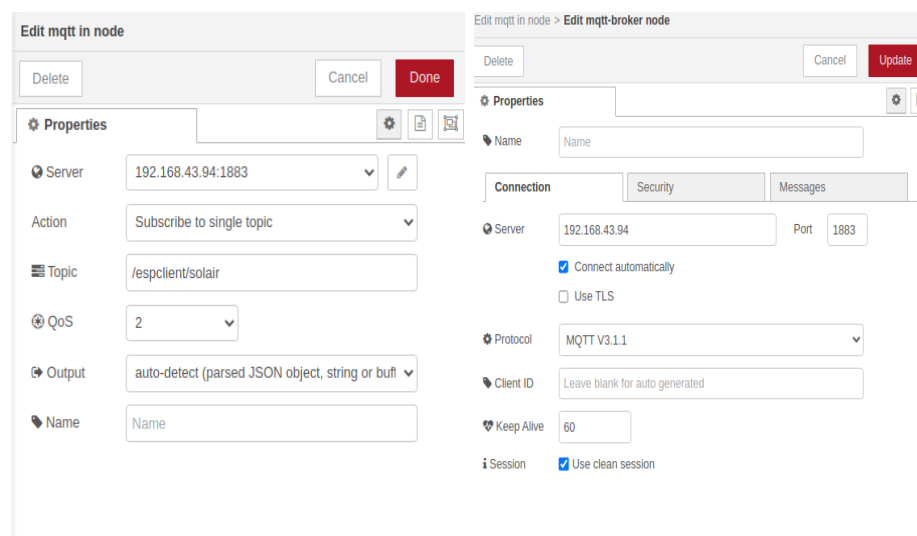 Edit mqtt in node
Delete
Cancel
Done
Properties
Server
192.168.43.94:1883
Action
Subscribe to single topic
Topic
/espclient/solair
QoS
2
Output
auto-detect (parsed JSON object, string or buff
Name
Name
Edit mqtt in node > Edit mqtt-broker node
Delete
Cancel
Update
Properties
Name
Name
Connection
Security
Messages
Server
192.168.43.94
Port
1883
Connect automatically
Use TLS
Protocol
MQTT V3.1.1
Client ID
Leave blank for auto generated
Keep Alive
60
Session
Use clean session